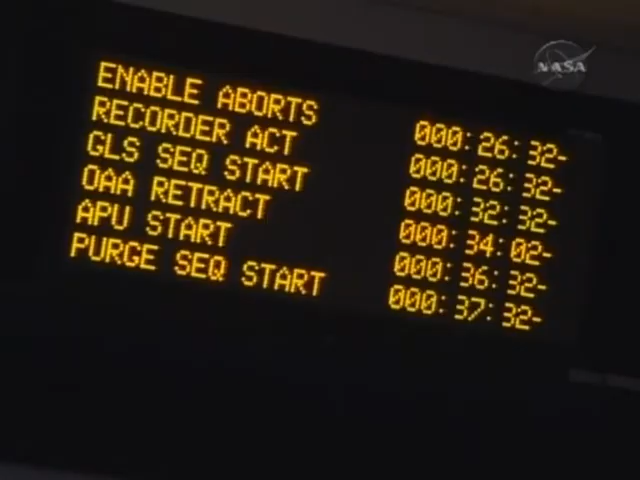 NASA
ENABLE ABORTS 000:26:32-
RECORDER ACT 000:26:32-
GLS SEQ START 000:32:32-
OAA RETRACT 000:34:02-
APU START 000:36:32-
PURGE SEQ START 000:37:32-